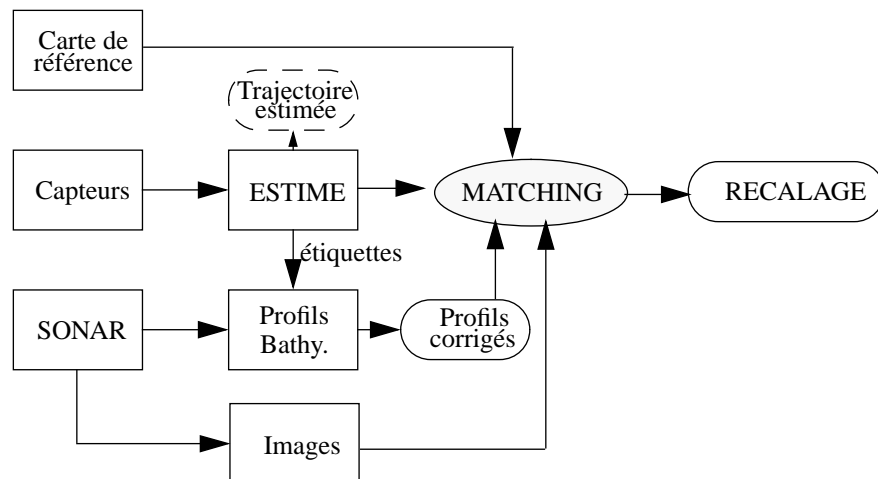 Carte de
référence
Trajectoire
estimée
Capteurs
ESTIME
MATCHING
RECALAGE
étiquettes
SONAR
Profils
Bathy.
Profils
corrigés
Images